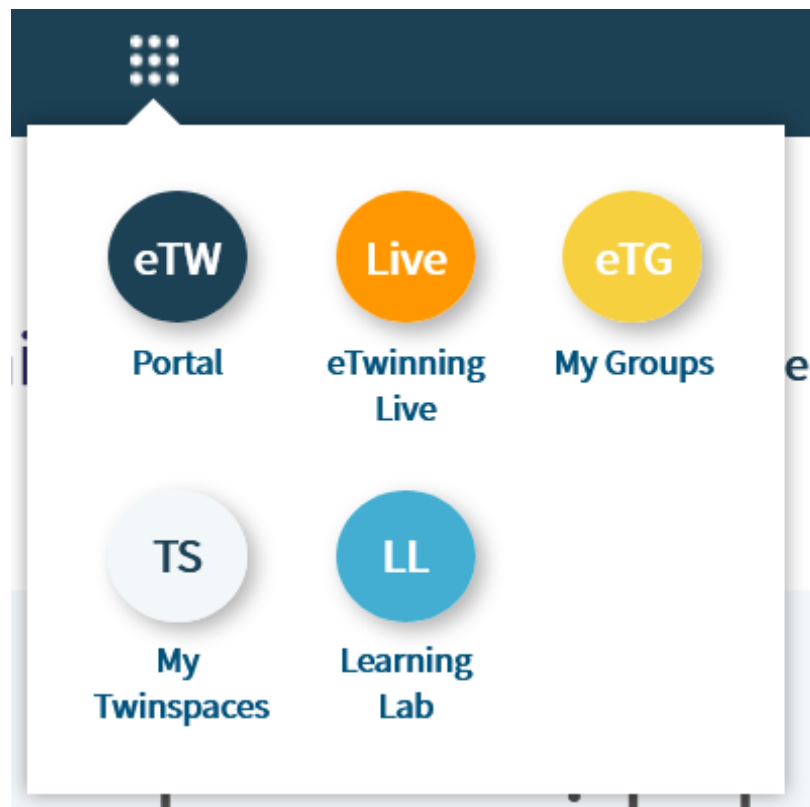 eTW
Live
eTG
Portal
eTwinning
Live
My Groups
TS
LL
My
Twinspaces
Learning
Lab